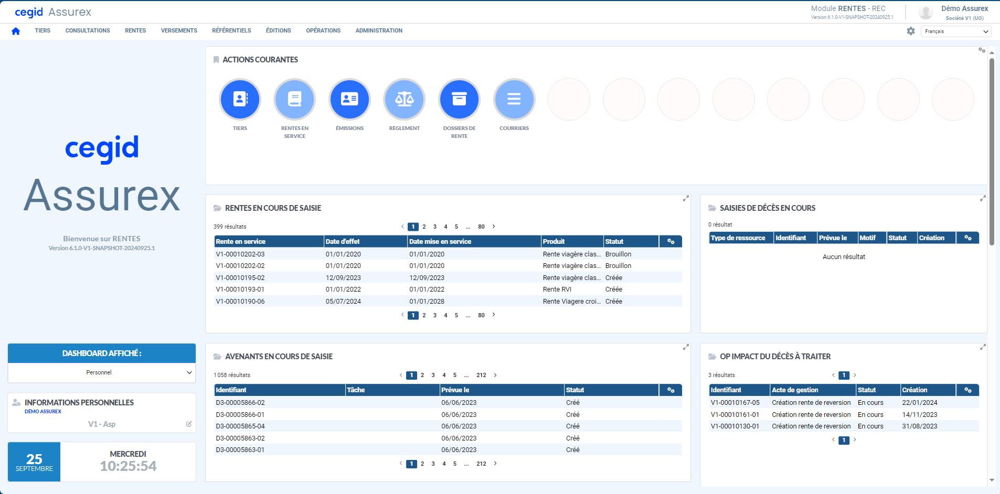 cegid Assurex
Module RENTES - REC
Version 6.1.0-V1-SNAPSHOT-20240925.1
Démo Assurex
Société V1 (UO)
TIERS CONSULTATIONS RENTES VERSEMENTS RÉFÉRENTIELS ÉDITIONS OPÉRATIONS ADMINISTRATION
Français
cegid
Assurex
Bienvenue sur RENTES
Version 6.1.0-V1-SNAPSHOT-20240925.1
DASHBOARD AFFICHÉ :
Personnel
INFORMATIONS PERSONNELLES
DÉMO ASSUREX
V1 - Asp
25
SEPTEMBRE
MERCREDI
10:25:54
ACTIONS COURANTES
TIERS
RENTES EN
SERVICE
ÉMISSIONS
RÈGLEMENT
DOSSIERS DE
RENTE
COURRIERS
RENTES EN COURS DE SAISIE
399 résultats
1 2 3 4 5 ... 80
Rente en service Date d'effet Date mise en service Produit Statut
V1-00010202-03 01/01/2020 01/01/2020 Rente viagère clas... Brouillon
V1-00010202-02 01/01/2020 01/01/2020 Rente viagère clas... Brouillon
V1-00010195-02 12/09/2023 12/09/2023 Rente viagère clas... Créée
V1-00010193-01 01/01/2022 01/01/2022 Rente RVI Créée
V1-00010190-06 05/07/2024 01/01/2028 Rente Viagere croi... Créée
1 2 3 4 5 ... 80
SAISIES DE DÉCÈS EN COURS
0 résultat
Type de ressource Identifiant Prévue le Motif Statut Création
Aucun résultat
AVENANTS EN COURS DE SAISIE
1 058 résultats
1 2 3 4 5 ... 212
Identifiant Tâche Prévue le Statut
D3-00005866-02 06/06/2023 Créé
D3-00005866-01 06/06/2023 Créé
D3-00005865-04 06/06/2023 Créé
D3-00005863-02 06/06/2023 Créé
D3-00005863-01 06/06/2023 Créé
1 2 3 4 5 ... 212
OP IMPACT DU DÉCÈS À TRAITER
3 résultats
1
Identifiant Acte de gestion Statut Création
V1-00010167-05 Création rente de reversion En cours 22/01/2024
V1-00010161-01 Création rente de reversion En cours 14/11/2023
V1-00010130-01 Création rente de reversion En cours 31/08/2023
1